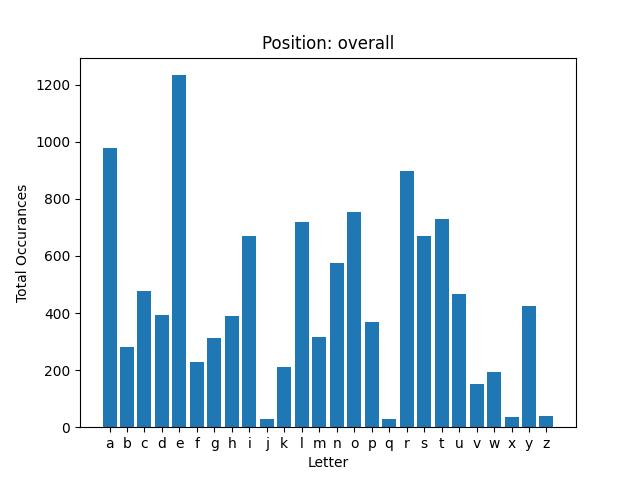 Position: overall
Total Occurances
1200
1000
800
600
400
200
0
a b c d e f g h i j k l m n o p q r s t u v w x y z
Letter